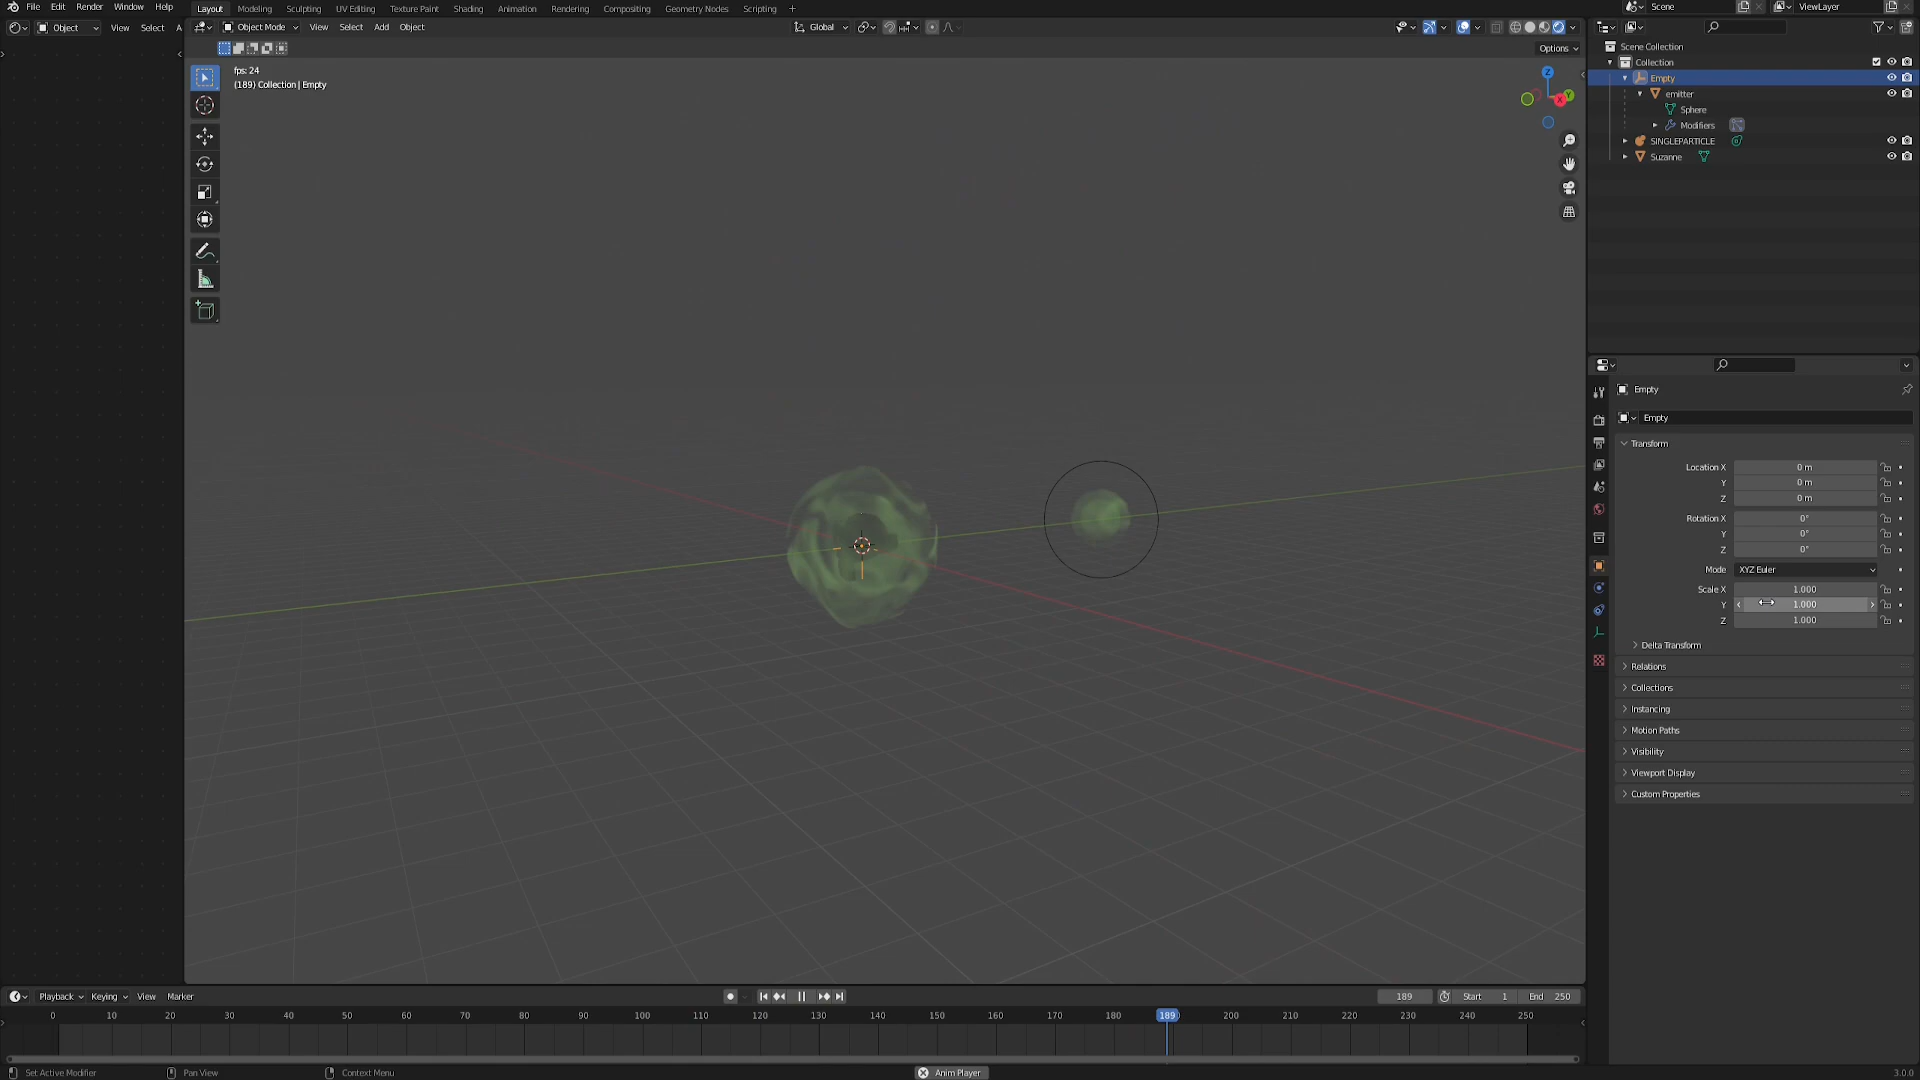 File Edit Render Window Help Layout Modeling Sculpting UV Editing Texture Paint Shading Animation Rendering Compositing Geometry Nodes Scripting + Scene ViewLayer
Object View Select A Object Mode View Select Add Object Global
Options
fps: 24
(189) Collection | Empty
Z
Y
X
Scene Collection
Collection
Empty
emitter
Sphere
Modifiers
SINGLEPARTICLE
Suzanne
Empty
Empty
Transform
Location X 0 m
Y 0 m
Z 0 m
Rotation X 0°
Y 0°
Z 0°
Mode XYZ Euler
Scale X 1.000
Y 1.000
Z 1.000
Delta Transform
Relations
Collections
Instancing
Motion Paths
Visibility
Viewport Display
Custom Properties
Playback Keying View Marker 189 Start 1 End 250
0 10 20 30 40 50 60 70 80 90 100 110 120 130 140 150 160 170 180 189 200 210 220 230 240 250
Set Active Modifier Pan View Context Menu Anim Player 3.0.0